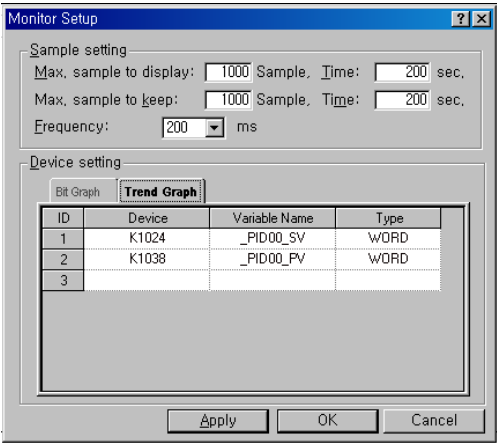 Monitor Setup
Sample setting
Max. sample to display: 1000 Sample, Time: 200 sec.
Max. sample to keep: 1000 Sample, Time: 200 sec.
Frequency: 200 ms
Device setting
Bit Graph Trend Graph
ID Device Variable Name Type
1 K1024 _PID00_SV WORD
2 K1038 _PID00_PV WORD
3
Apply OK Cancel